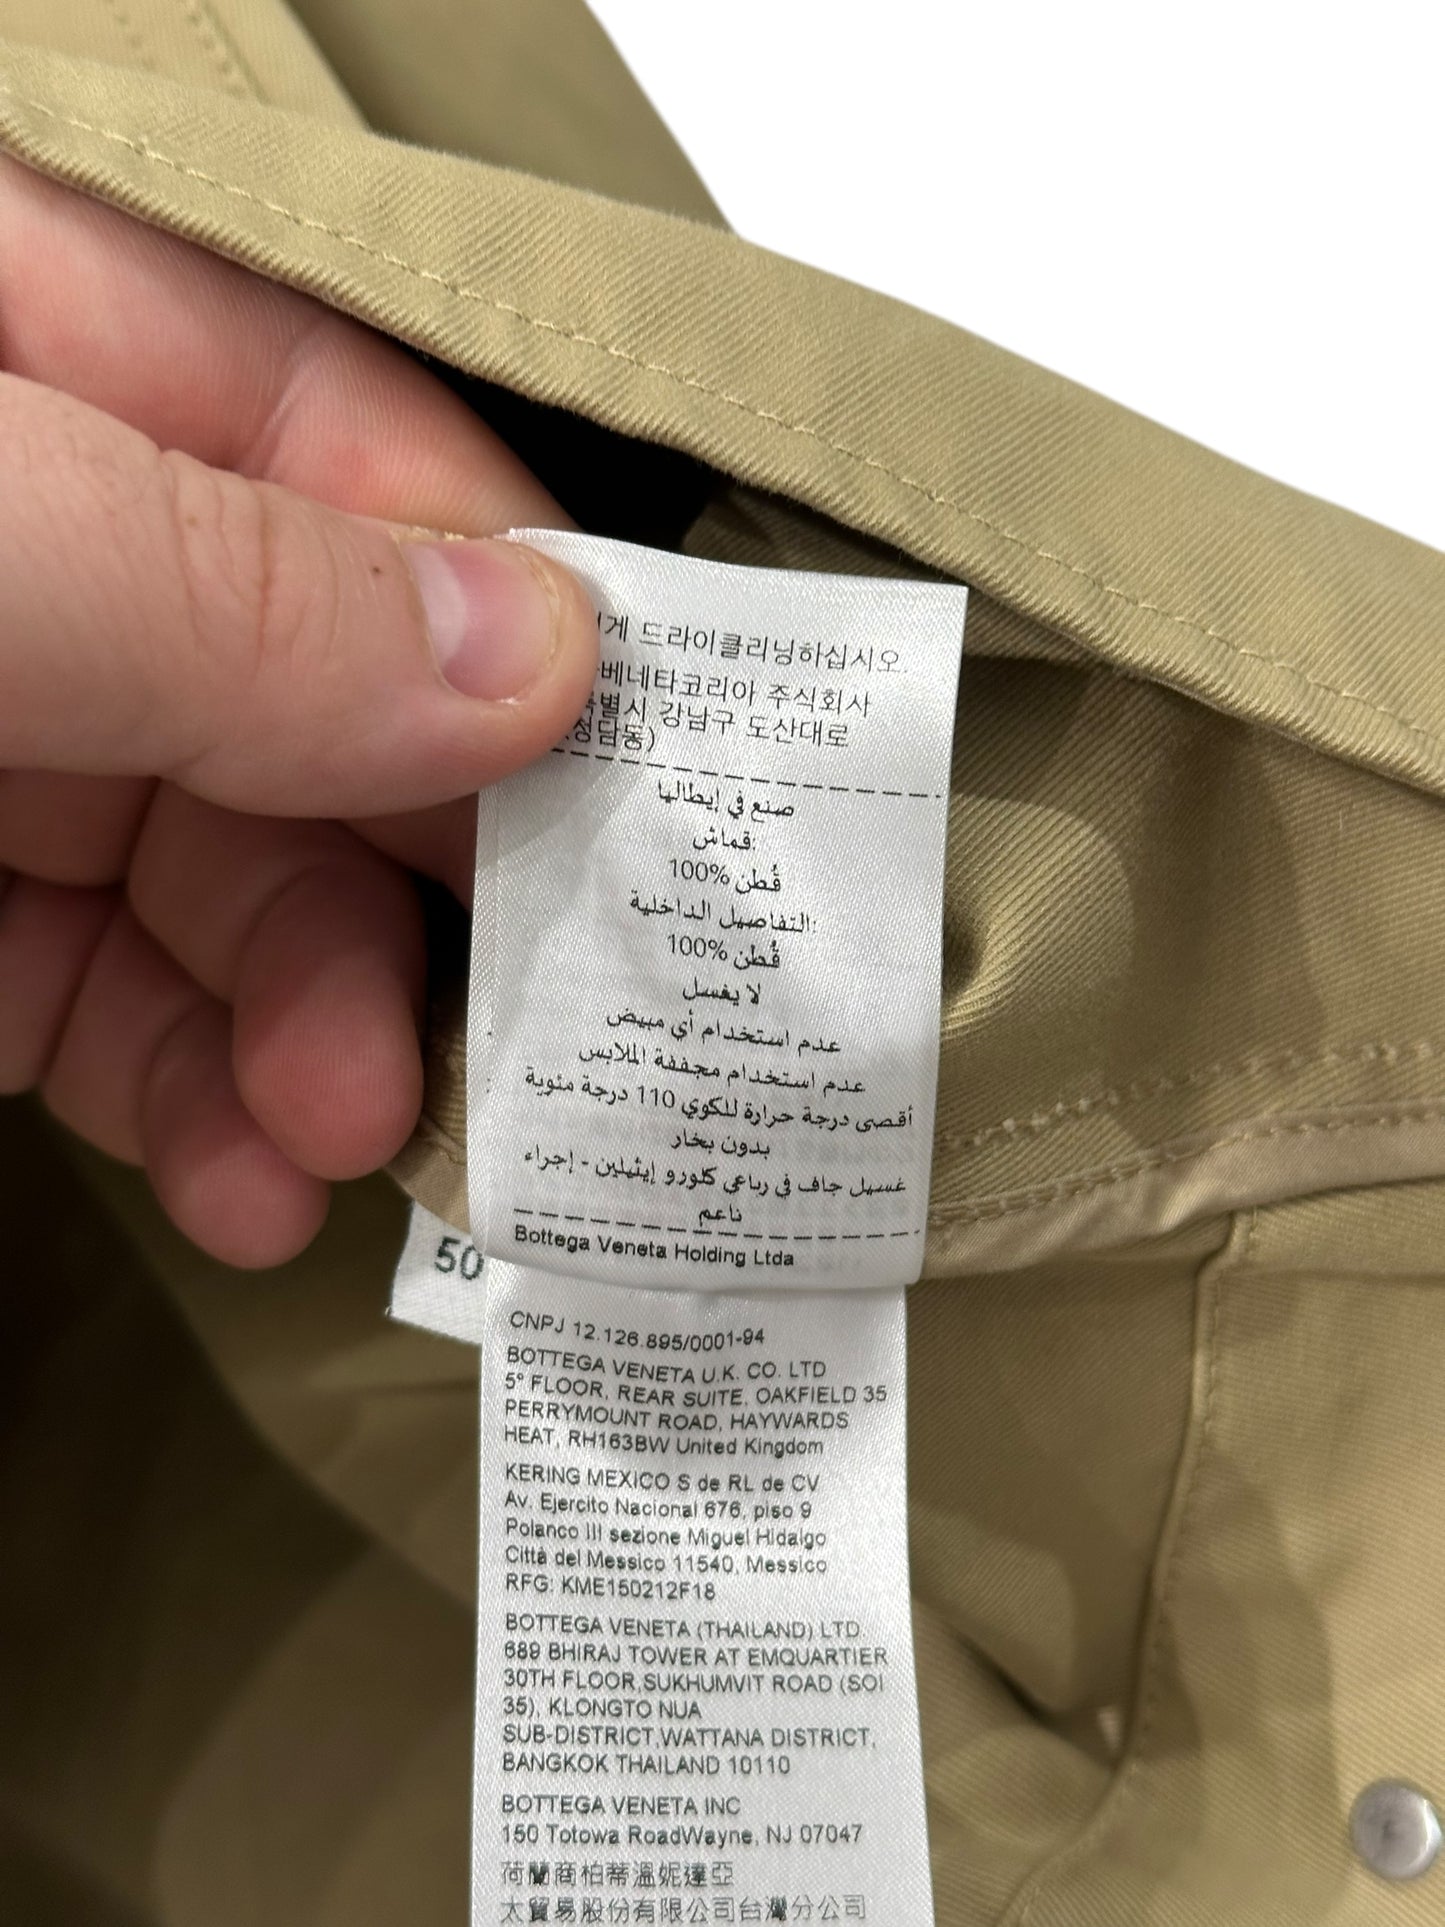 게 드라이클리닝하십시오.
베네타코리아 주식회사
특별시 강남구 도산대로
청담동)
صنع في إيطاليا
قماش:
100% قُطن
التفاصيل الداخلية:
100% قُطن
لا يغسل
عدم استخدام أي مبيض
عدم استخدام مجففة الملابس
أقصى درجة حرارة للكوي 110 درجة مئوية
بدون بخار
غسيل جاف في رباعي كلورو إيثيلين - إجراء
ناعم
Bottega Veneta Holding Ltda
50
CNPJ 12.126.895/0001-94
BOTTEGA VENETA U.K. CO. LTD
5° FLOOR, REAR SUITE, OAKFIELD 35
PERRYMOUNT ROAD, HAYWARDS
HEAT, RH163BW United Kingdom
KERING MEXICO S de RL de CV
Av. Ejercito Nacional 676, piso 9
Polanco III sezione Miguel Hidalgo
Città del Messico 11540, Messico
RFG: KME150212F18
BOTTEGA VENETA (THAILAND) LTD.
689 BHIRAJ TOWER AT EMQUARTIER
30TH FLOOR,SUKHUMVIT ROAD (SOI
35), KLONGTO NUA
SUB-DISTRICT,WATTANA DISTRICT,
BANGKOK THAILAND 10110
BOTTEGA VENETA INC
150 Totowa RoadWayne, NJ 07047
荷蘭商柏蒂溫妮達亞
太貿易股份有限公司台灣分公司